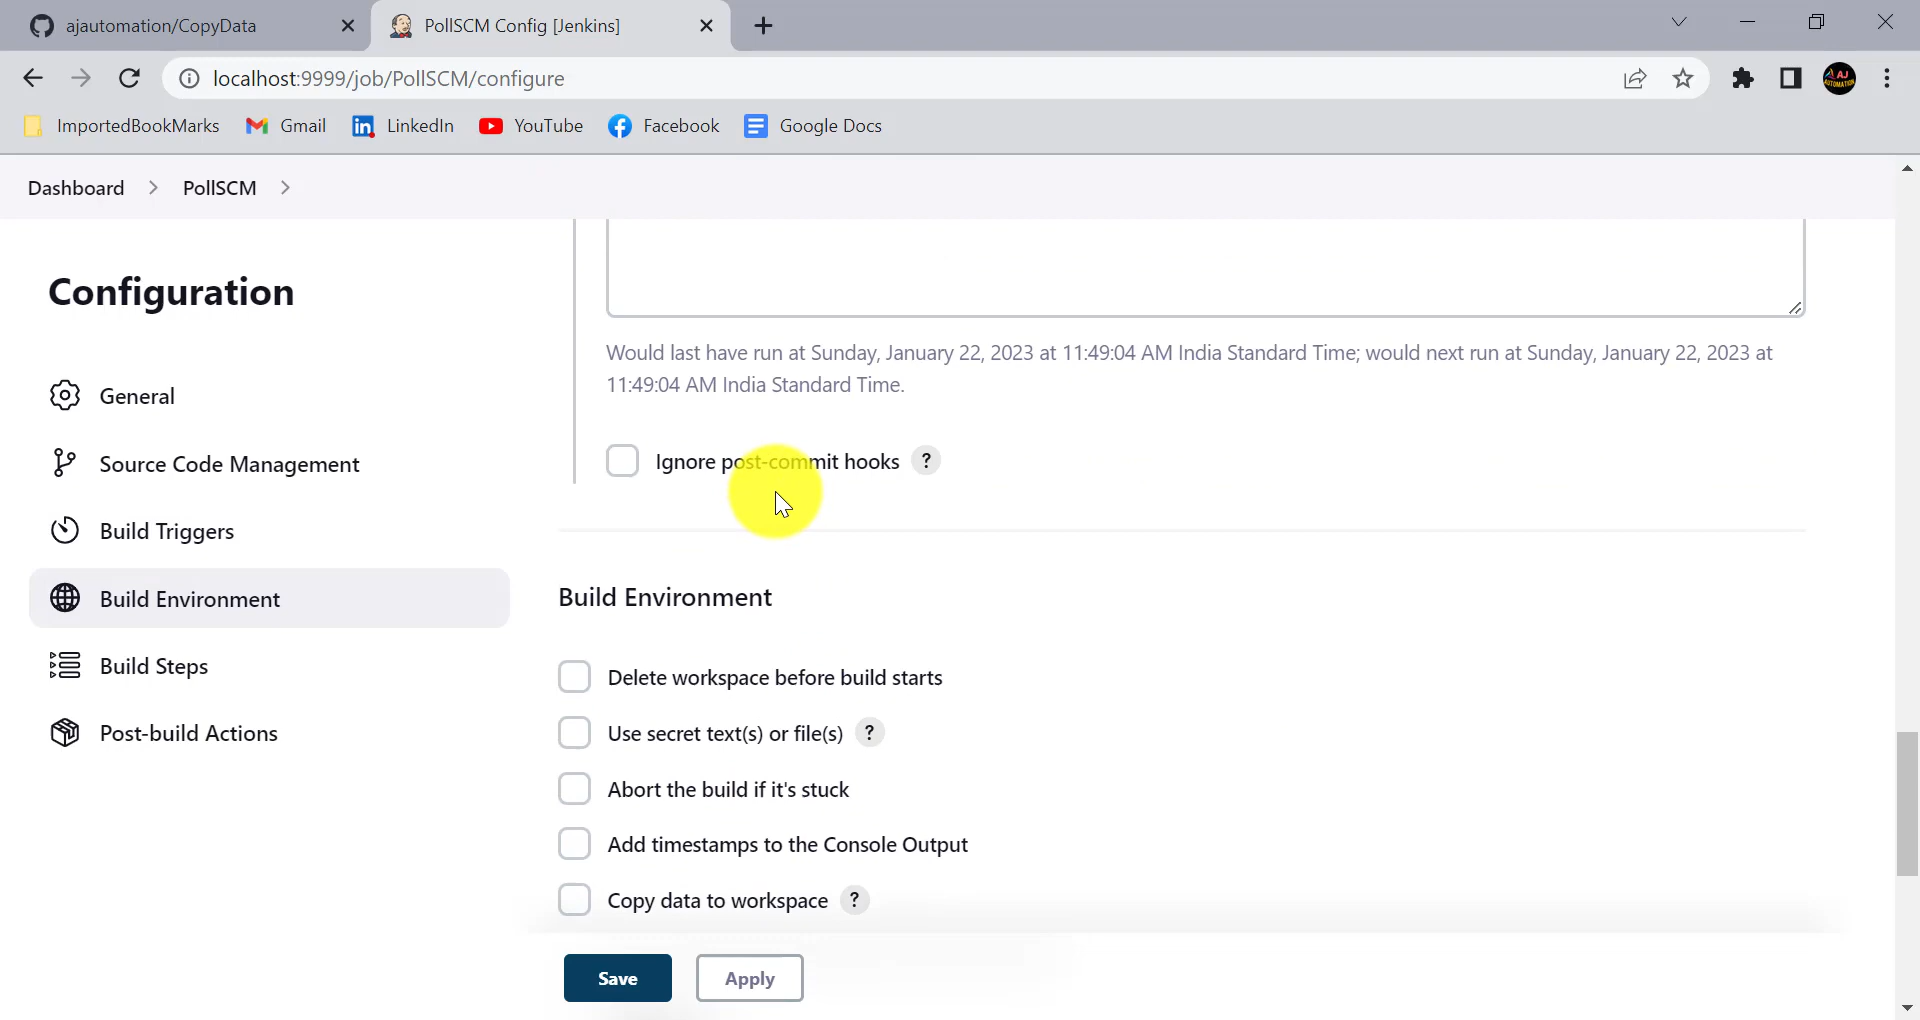 ajautomation/CopyData
PollSCM Config [Jenkins]
localhost:9999/job/PollSCM/configure
AJ
AUTOMATION
ImportedBookMarks
Gmail
LinkedIn
YouTube
Facebook
Google Docs
Dashboard
PollSCM
Configuration
General
Source Code Management
Build Triggers
Build Environment
Build Steps
Post-build Actions
Would last have run at Sunday, January 22, 2023 at 11:49:04 AM India Standard Time; would next run at Sunday, January 22, 2023 at
11:49:04 AM India Standard Time.
Ignore post-commit hooks ?
Build Environment
Delete workspace before build starts
Use secret text(s) or file(s) ?
Abort the build if it's stuck
Add timestamps to the Console Output
Copy data to workspace ?
Save
Apply